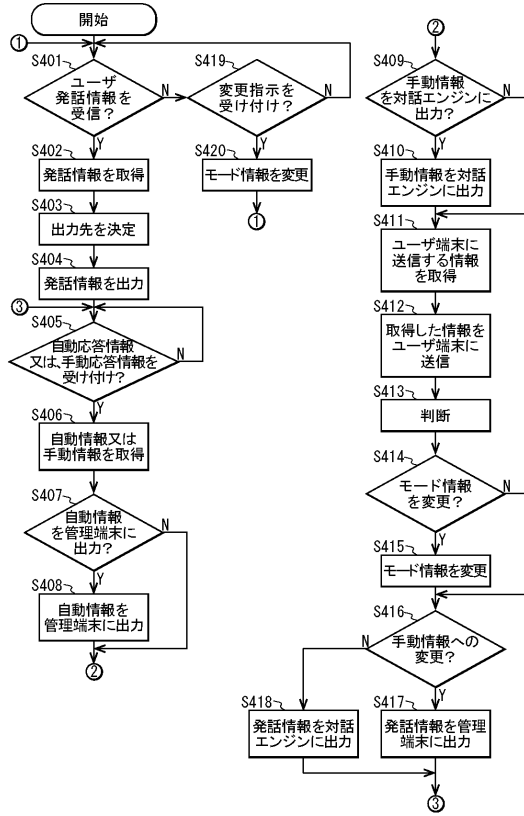 開始
①
S401
ユーザ
発話情報を
受信？
N
Y
S419
変更指示を
受け付け？
N
Y
S402
発話情報を取得
S420
モード情報を変更
①
S403
出力先を決定
S404
発話情報を出力
③
S405
自動応答情報
又は、手動応答情報を
受け付け？
N
Y
S406
自動情報又は
手動情報を取得
S407
自動情報
を管理端末に
出力？
N
Y
S408
自動情報を
管理端末に出力
②
②
S409
手動情報
を対話エンジンに
出力？
N
Y
S410
手動情報を対話
エンジンに出力
S411
ユーザ端末に
送信する情報
を取得
S412
取得した情報を
ユーザ端末に
送信
S413
判断
S414
モード情報
を変更？
N
Y
S415
モード情報を変更
S416
手動情報への
変更？
N
Y
S418
発話情報を対話
エンジンに出力
S417
発話情報を管理
端末に出力
③